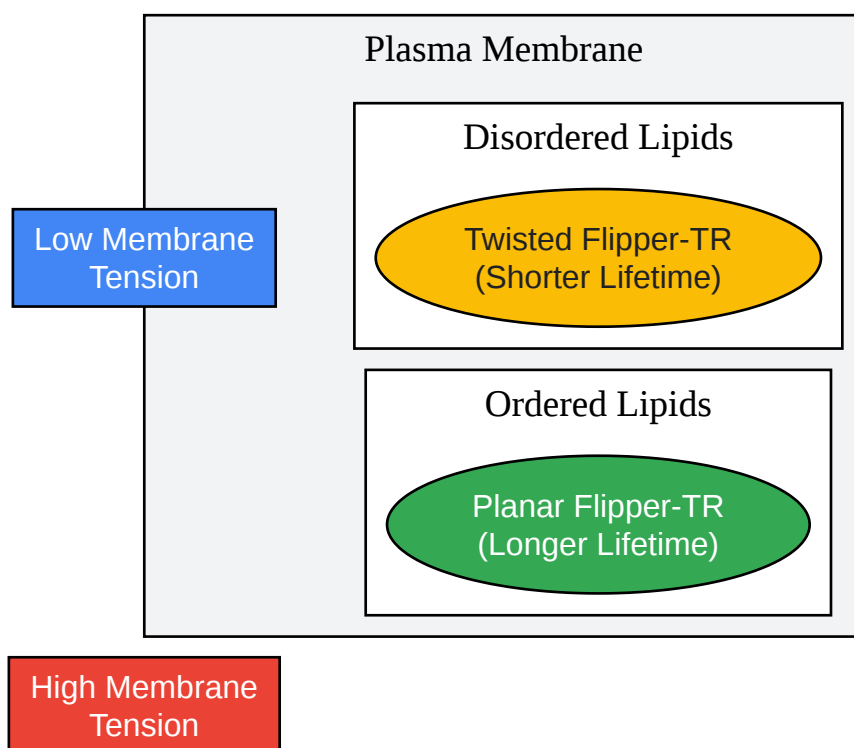 Plasma Membrane
Disordered Lipids
Low Membrane
Tension
Twisted Flipper-TR
(Shorter Lifetime)
Ordered Lipids
Planar Flipper-TR
(Longer Lifetime)
High Membrane
Tension